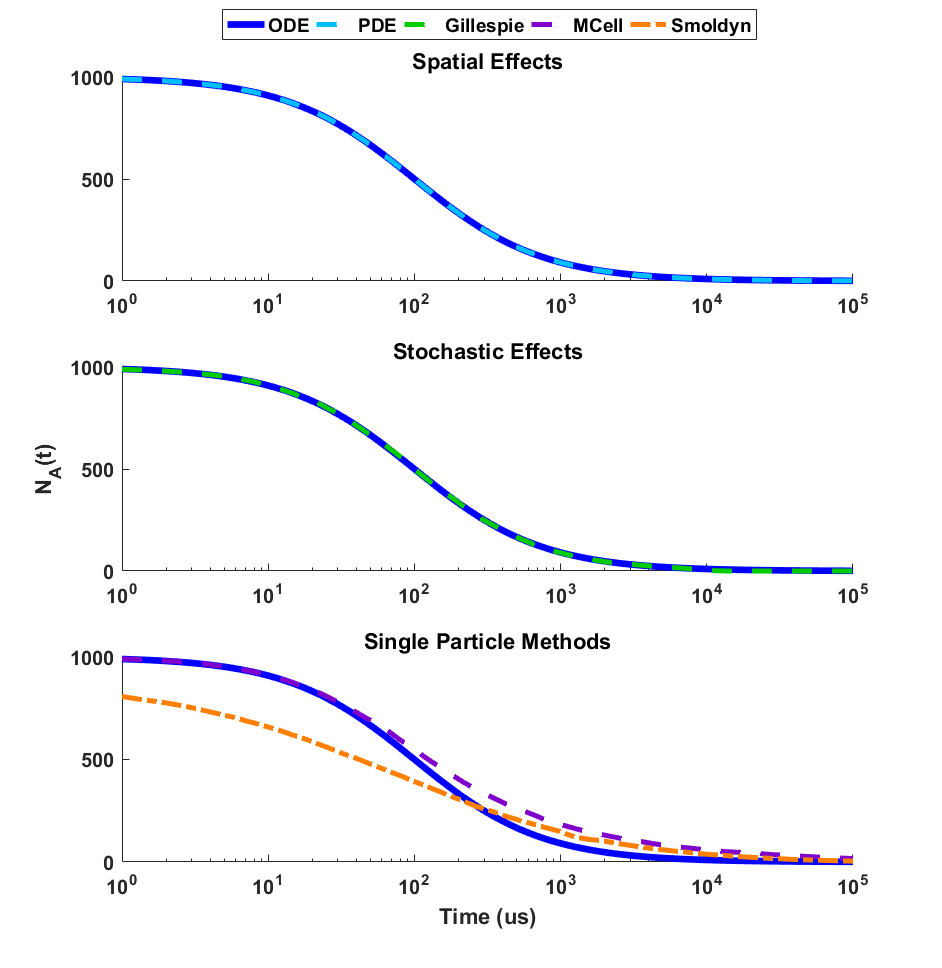 ODE PDE Gillespie MCell Smoldyn
Spatial Effects
1000
500
0
10^0 10^1 10^2 10^3 10^4 10^5
Stochastic Effects
1000
500
0
N_A(t)
10^0 10^1 10^2 10^3 10^4 10^5
Single Particle Methods
1000
500
0
10^0 10^1 10^2 10^3 10^4 10^5
Time (us)